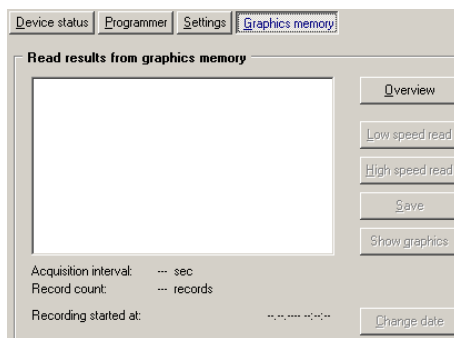 Device status Programmer Settings Graphics memory
Read results from graphics memory
Overview
Low speed read
High speed read
Save
Show graphics
Acquisition interval: --- sec
Record count: --- records
Recording started at: --.--.---- --:--:--
Change date